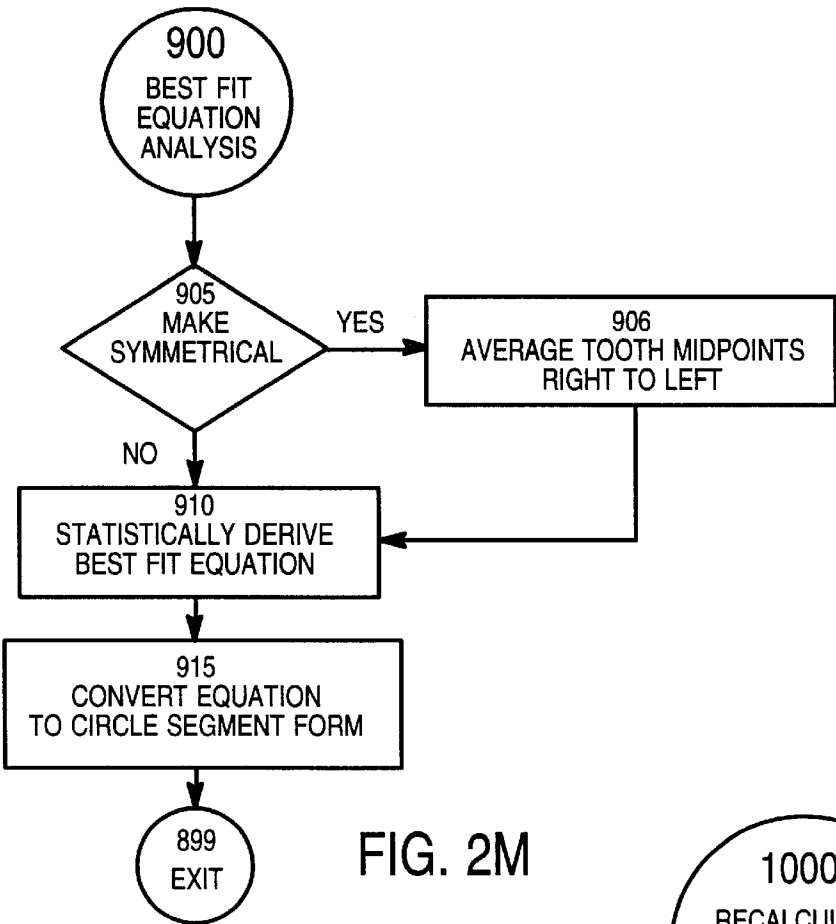 900
BEST FIT
EQUATION
ANALYSIS
905
MAKE
SYMMETRICAL
YES
906
AVERAGE TOOTH MIDPOINTS
RIGHT TO LEFT
NO
910
STATISTICALLY DERIVE
BEST FIT EQUATION
915
CONVERT EQUATION
TO CIRCLE SEGMENT FORM
899
EXIT
FIG. 2M
1000